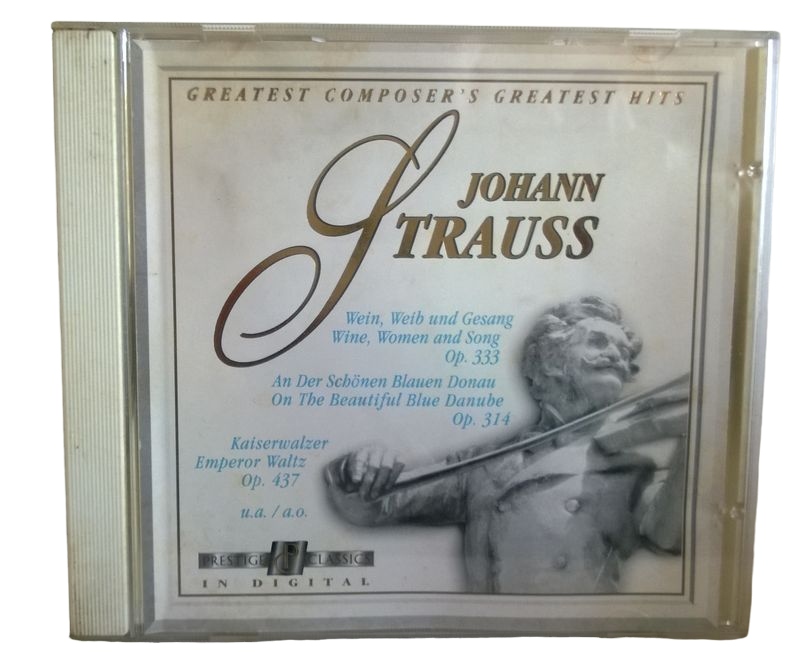 GREATEST COMPOSER'S GREATEST HITS
JOHANN
STRAUSS
Wein, Weib und Gesang
Wine, Women and Song
Op. 333
An Der Schönen Blauen Donau
On The Beautiful Blue Danube
Op. 314
Kaiserwalzer
Emperor Waltz
Op. 437
u.a. / a.o.
PRESTIGE CP CLASSICS
IN DIGITAL